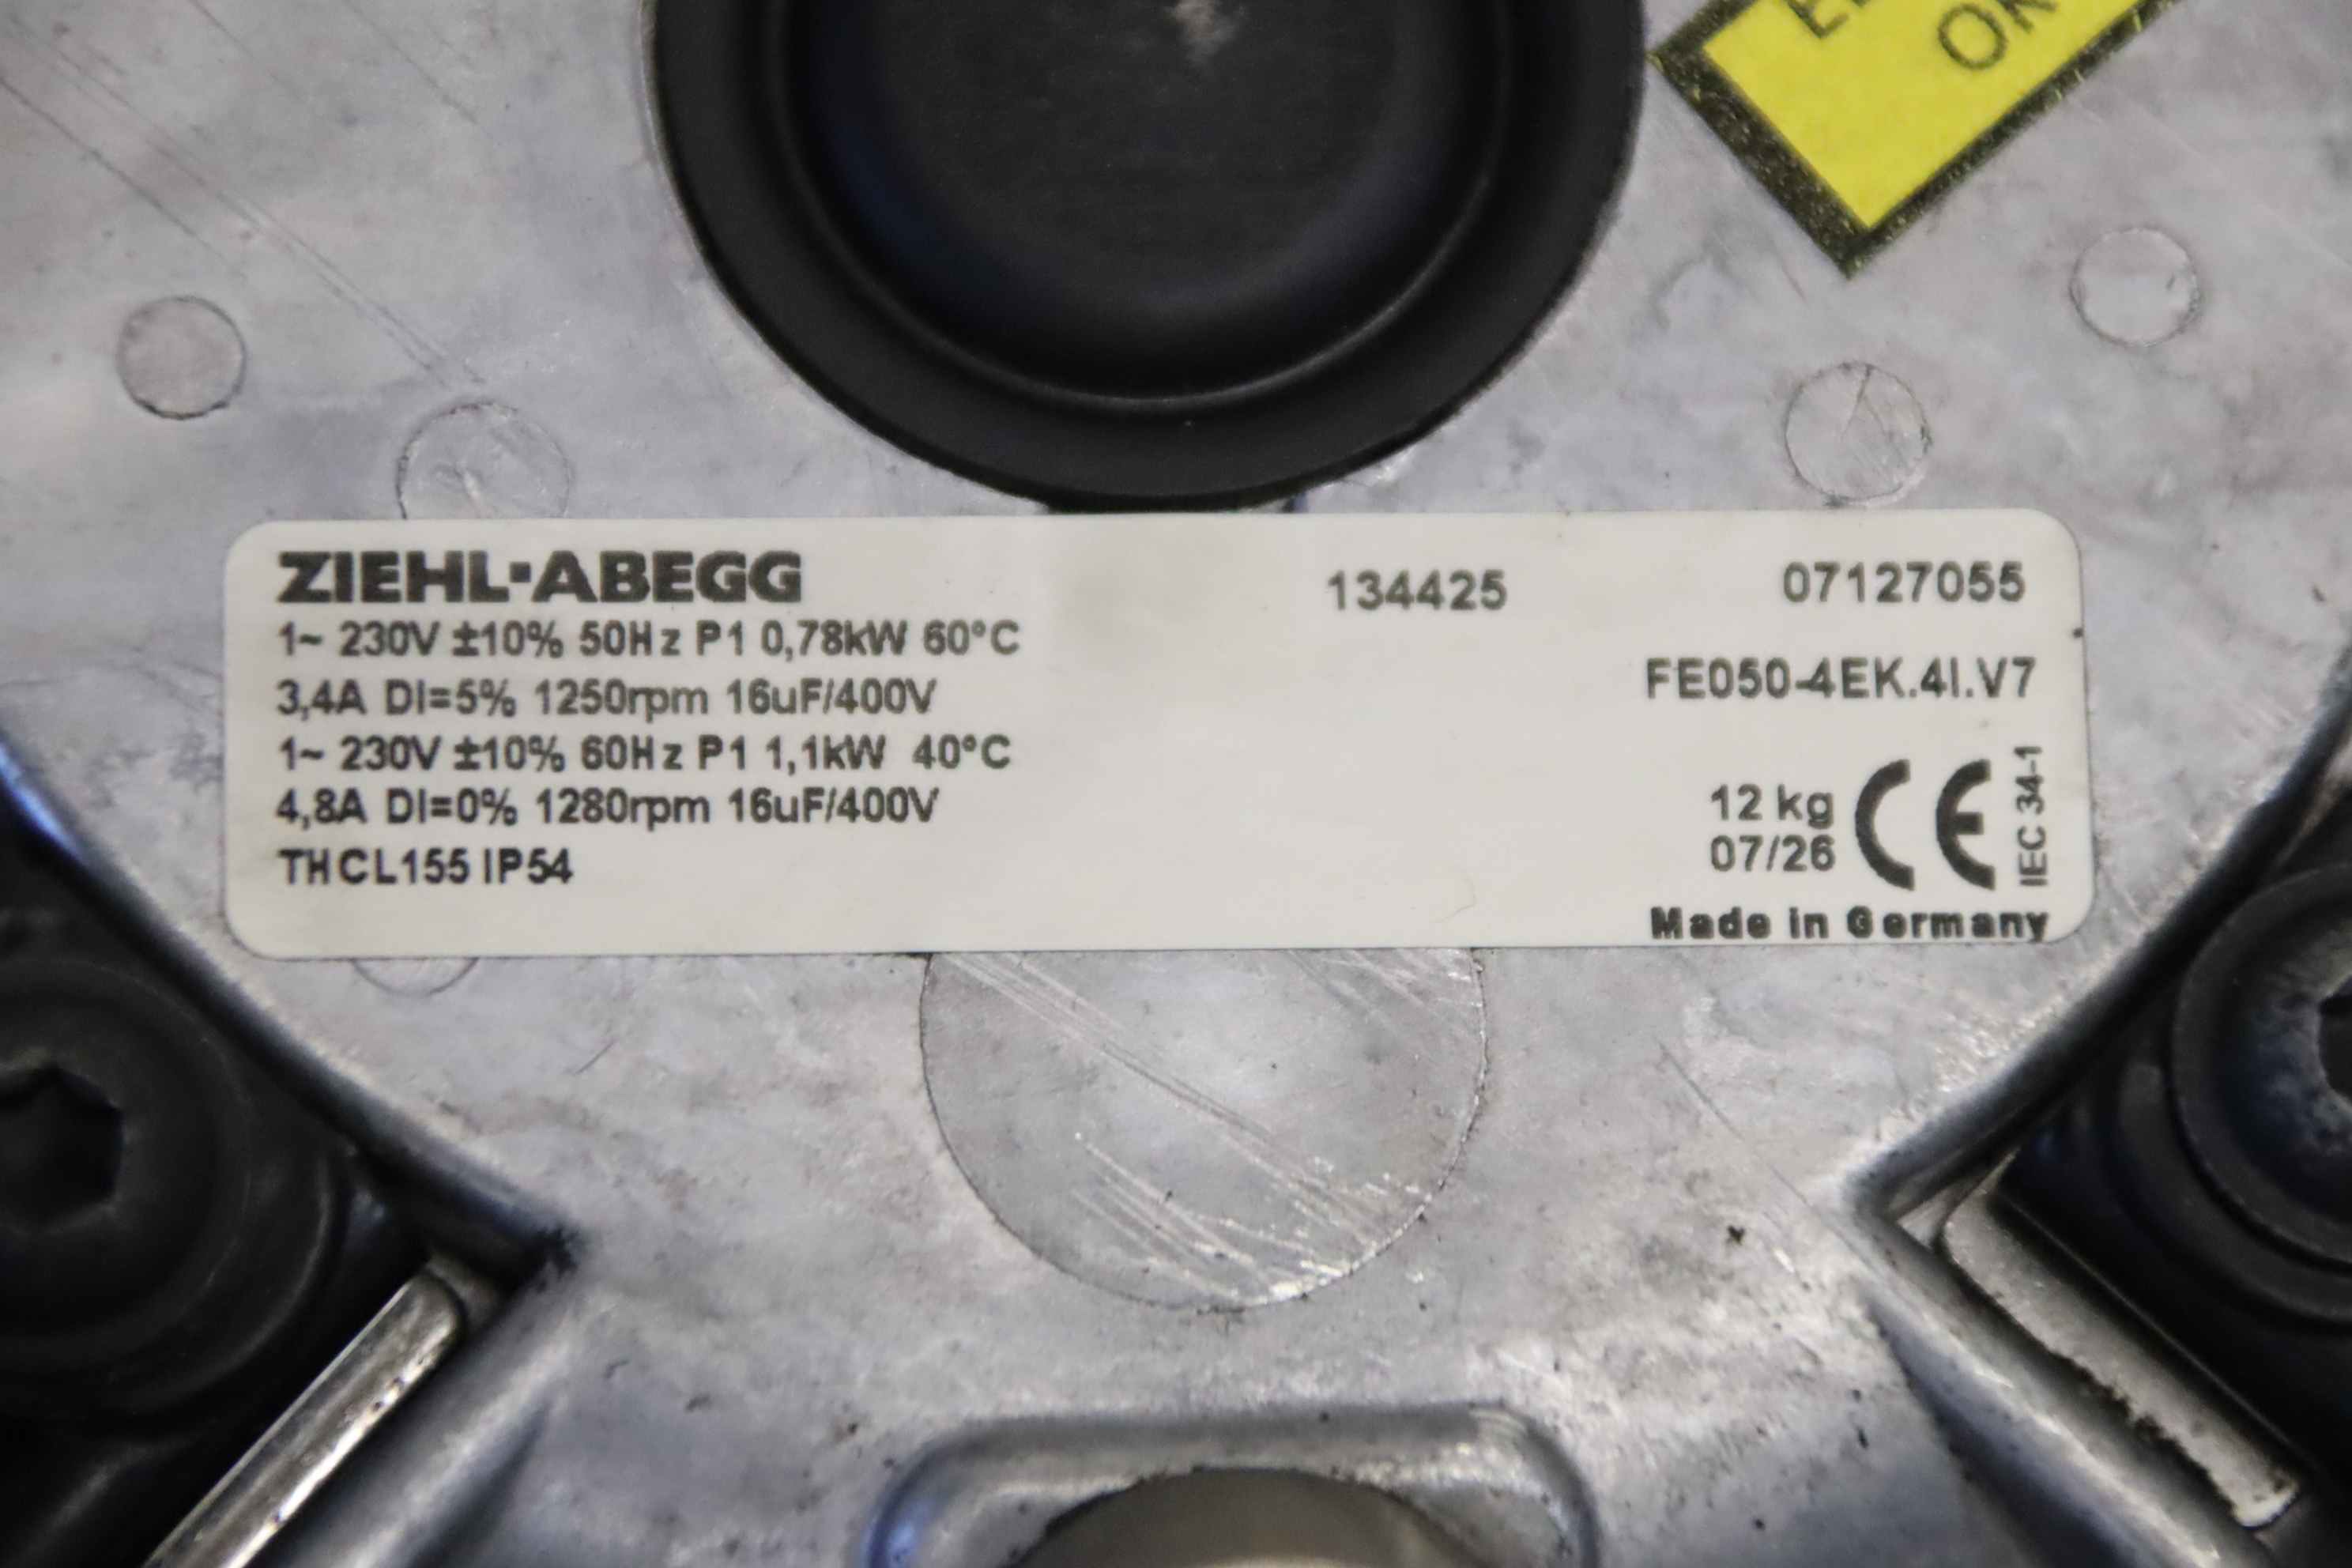 ZIEHL-ABEGG
134425
07127055
1~ 230V ±10% 50Hz P1 0,78kW 60°C
3,4A DI=5% 1250rpm 16uF/400V
1~ 230V ±10% 60Hz P1 1,1kW 40°C
4,8A DI=0% 1280rpm 16uF/400V
THCL155 IP54
FE050-4EK.4I.V7
12 kg
07/26
CE
IEC 34-1
Made in Germany